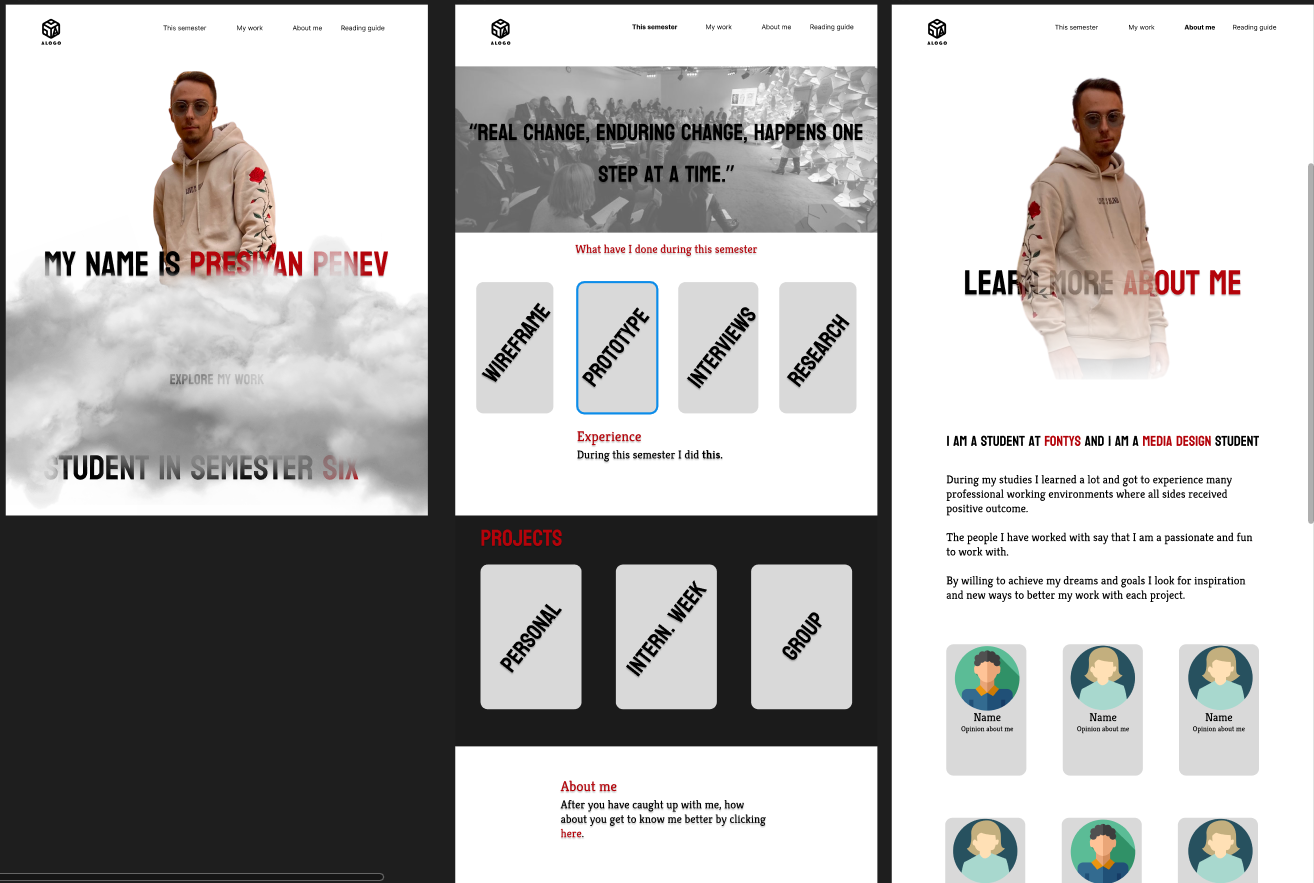 This semester
My work
About me
Reading guide
ALOGO
MY NAME IS PRESIYAN PENEV
EXPLORE MY WORK
STUDENT IN SEMESTER SIX
This semester
My work
About me
Reading guide
ALOGO
“REAL CHANGE, ENDURING CHANGE, HAPPENS ONE
STEP AT A TIME.”
What have I done during this semester
WIREFRAME
PROTOTYPE
INTERVIEWS
RESEARCH
Experience
During this semester I did this.
PROJECTS
PERSONAL
INTERN. WEEK
GROUP
About me
After you have caught up with me, how
about you get to know me better by clicking
here.
This semester
My work
About me
Reading guide
ALOGO
LEARN MORE ABOUT ME
I AM A STUDENT AT FONTYS AND I AM A MEDIA DESIGN STUDENT
During my studies I learned a lot and got to experience many
professional working environments where all sides received
positive outcome.
The people I have worked with say that I am a passionate and fun
to work with.
By willing to achieve my dreams and goals I look for inspiration
and new ways to better my work with each project.
Name
Opinion about me
Name
Opinion about me
Name
Opinion about me